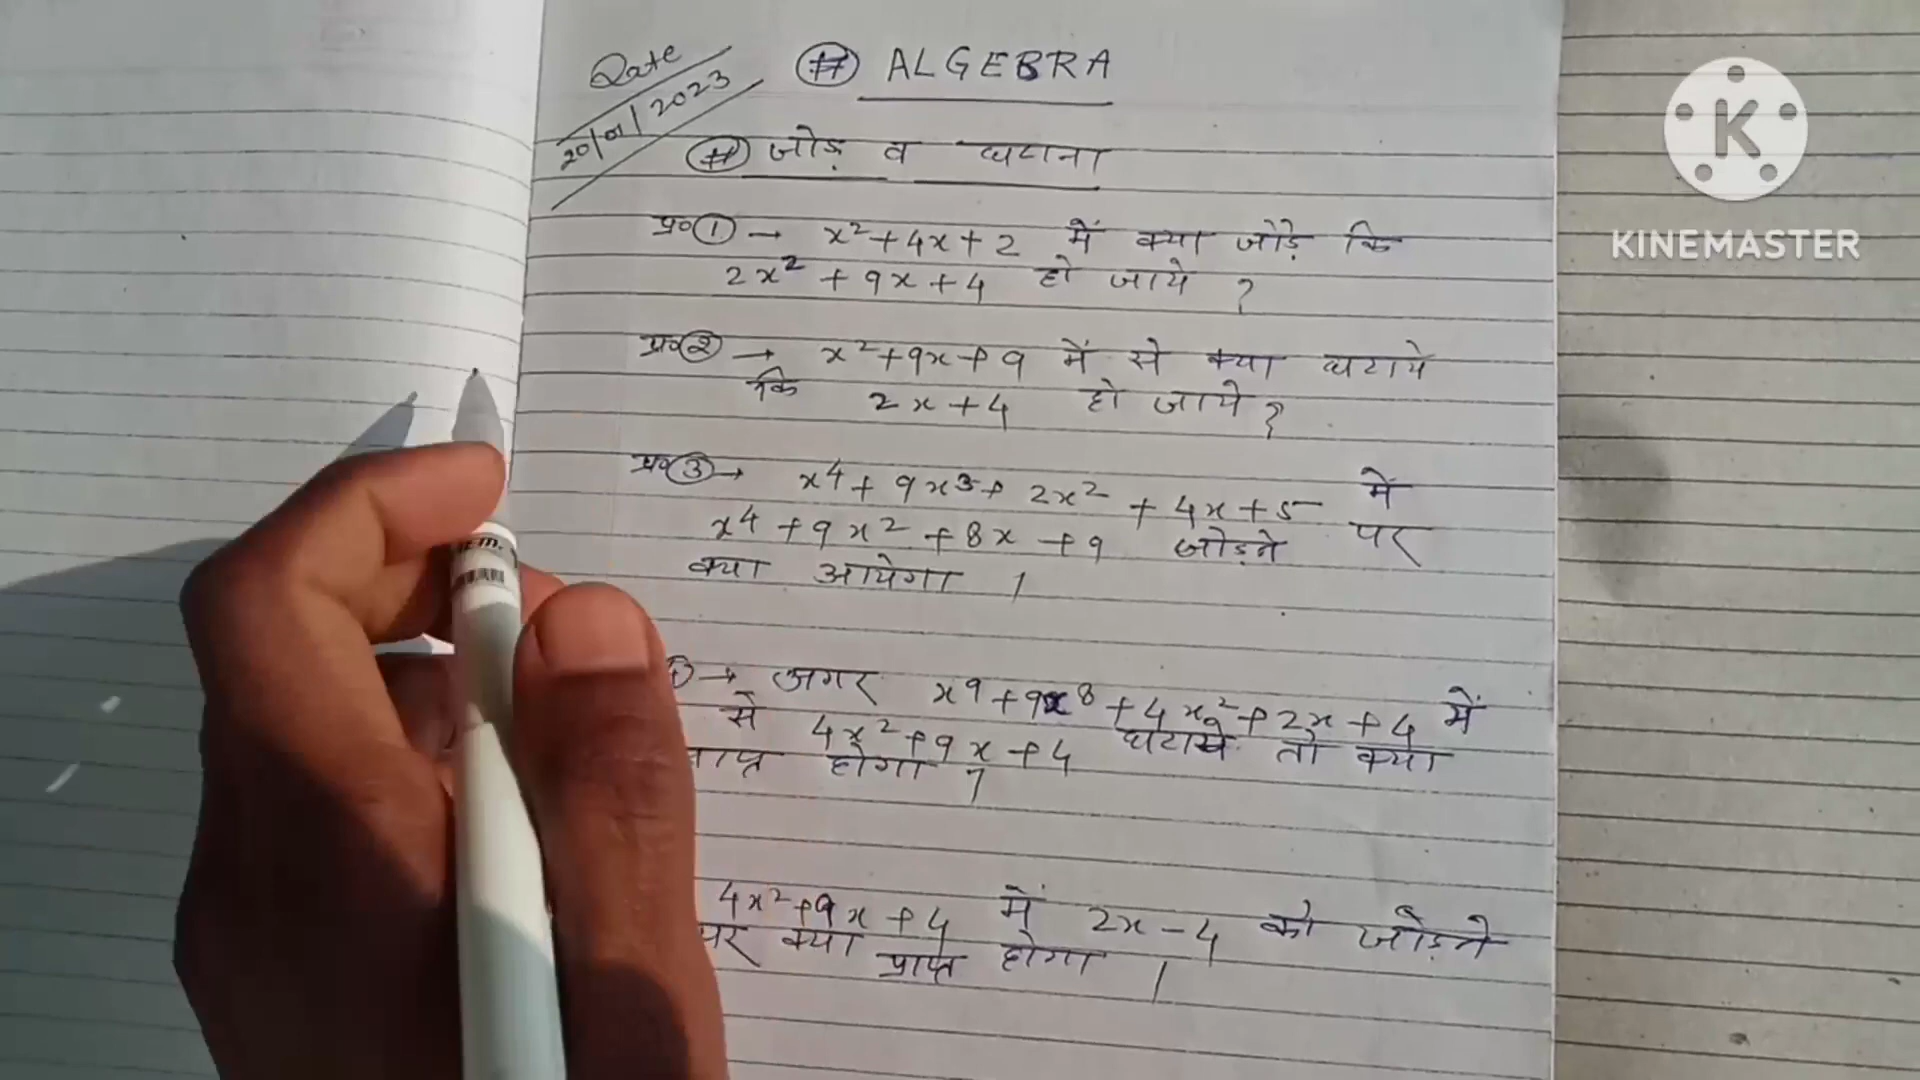 Date
20/01/2023
# ALGEBRA
# जोड़ व घटाना
प्र० 1 → x²+4x+2 में क्या जोड़े कि
2x² + 9x+4 हो जाये ?
प्र० 2 → x²+9x+9 में से क्या घटाये
कि 2x+4 हो जाये ?
प्र० 3 → x⁴+ 9x³+ 2x² + 4x+5 में
x⁴ +9x² +8x +9 जोड़ने पर
क्या आयेगा ।
→ अगर x⁹+9x⁸+4x²+2x+4 में
से 4x²+9x+4 घटाये तो क्या
होगा ?
4x²+9x+4 में 2x-4 को जोड़ने
पर क्या प्राप्त होगा ।
K
KINEMASTER